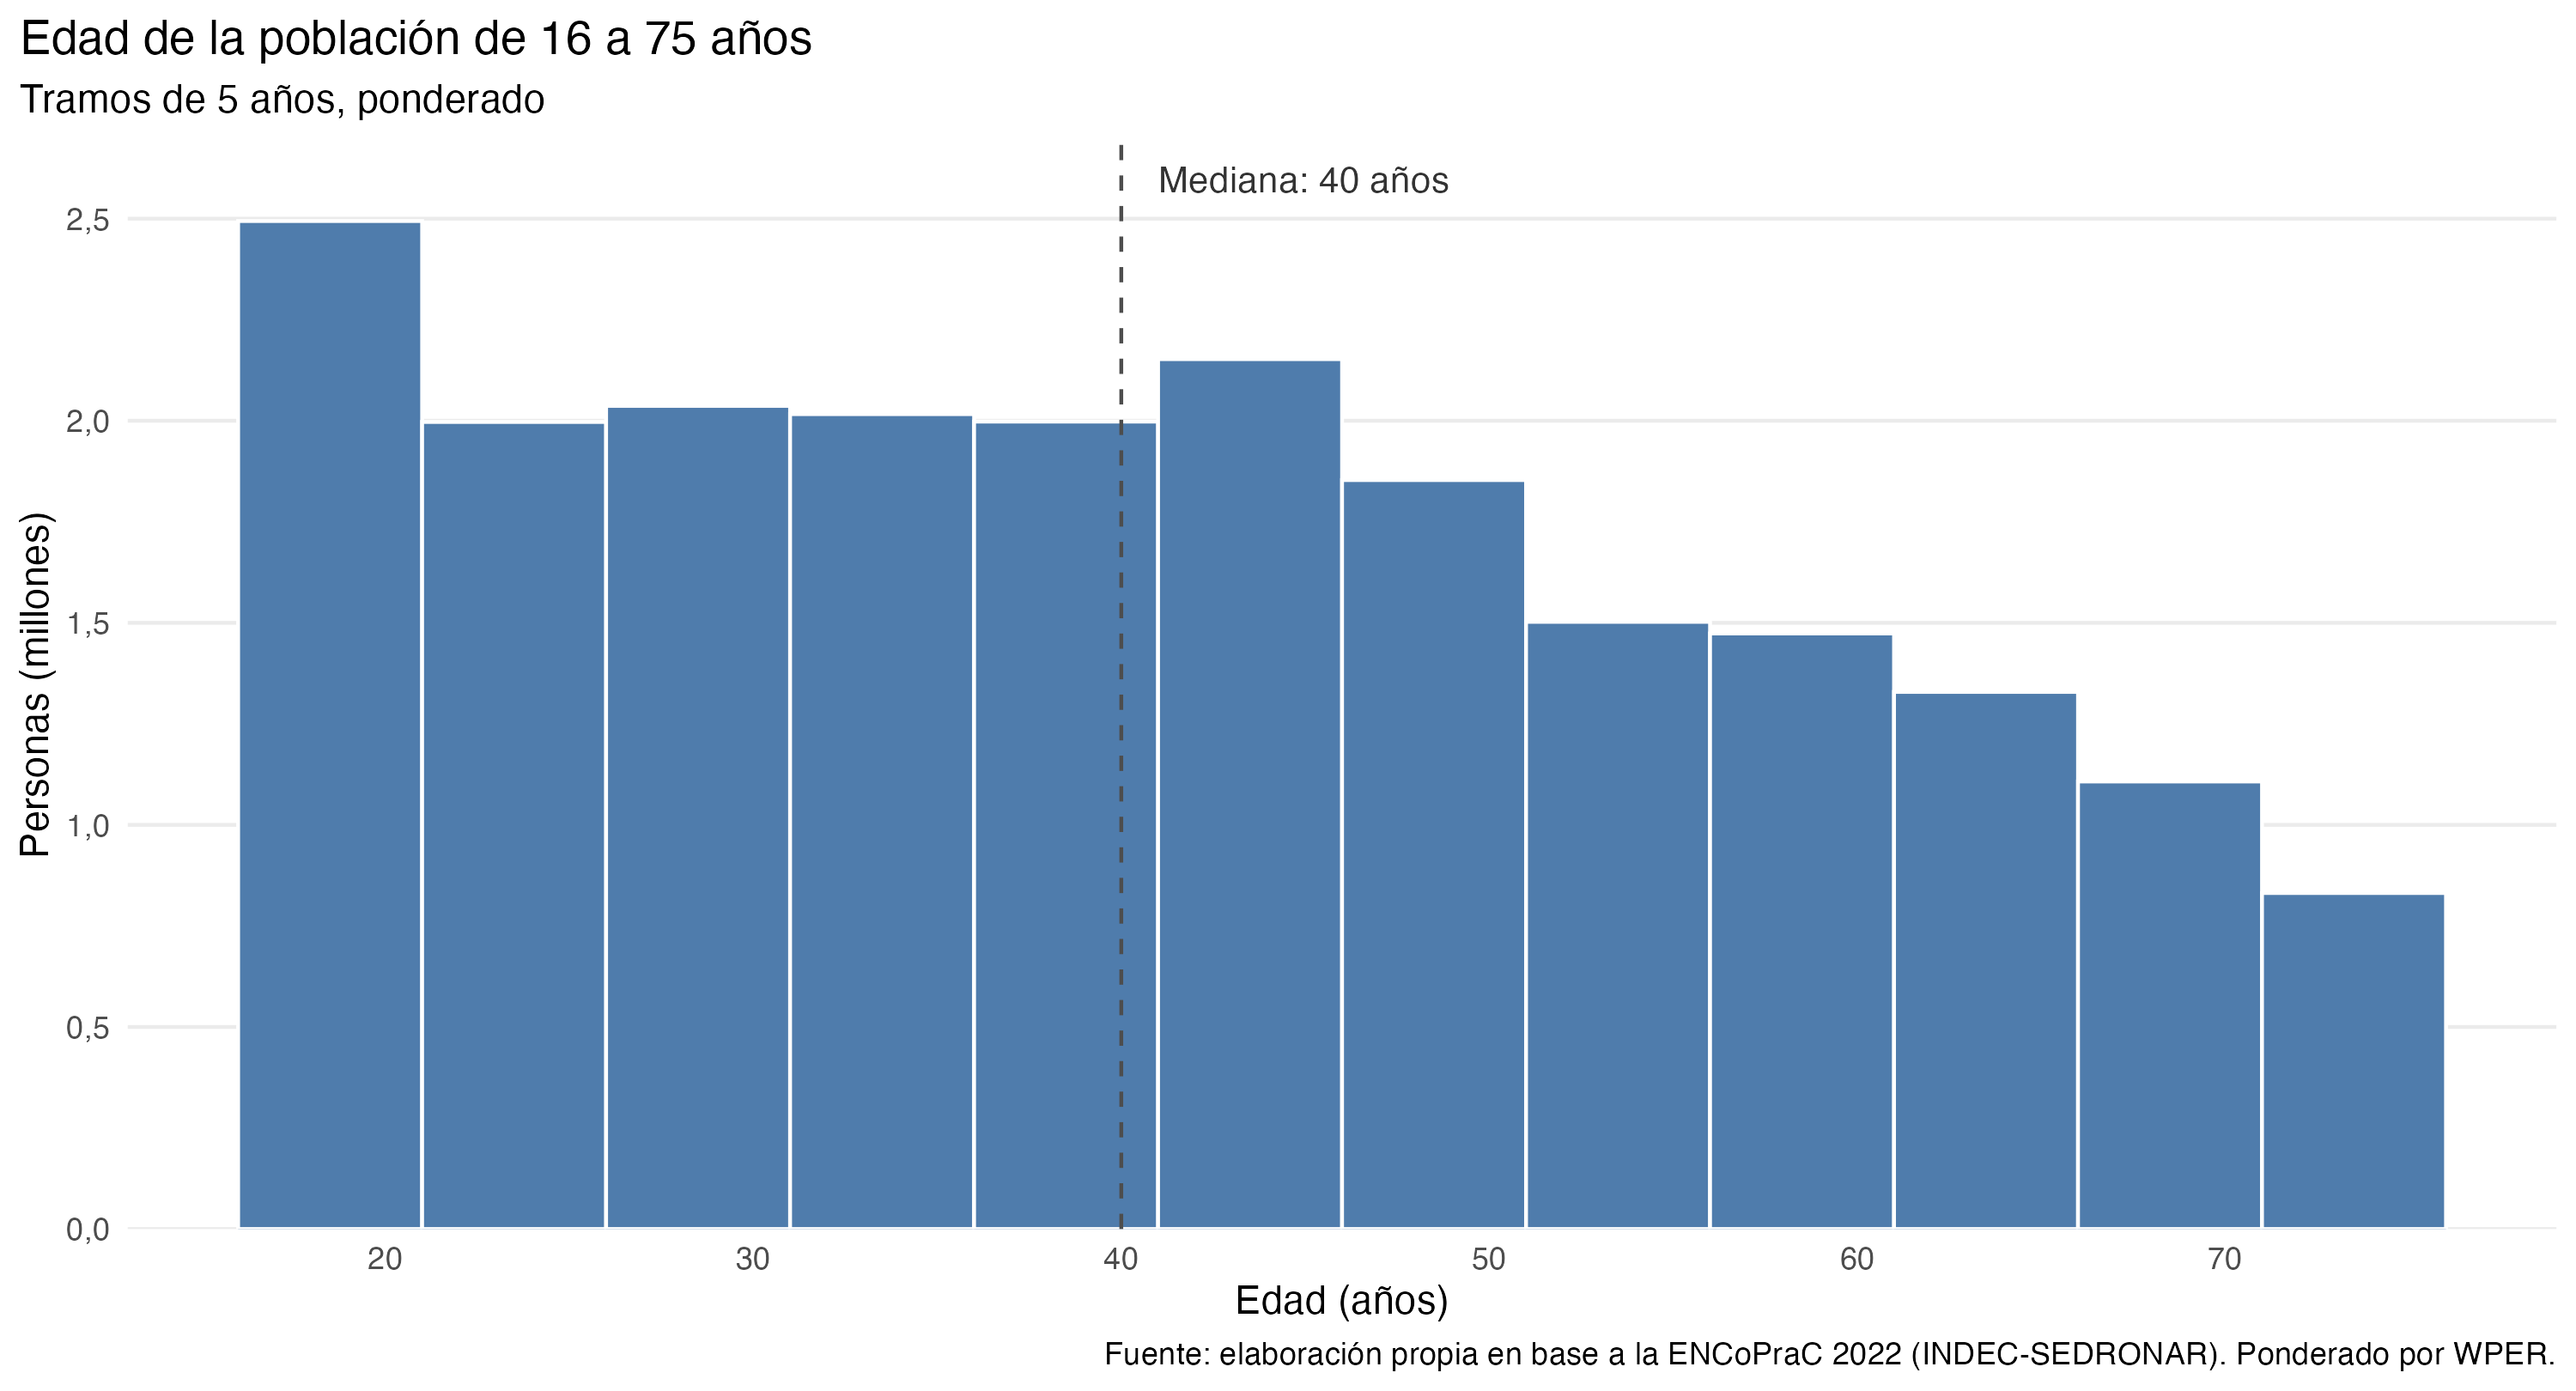 Edad de la población de 16 a 75 años
Tramos de 5 años, ponderado
Mediana: 40 años
Personas (millones)
2,5
2,0
1,5
1,0
0,5
0,0
20 30 40 50 60 70
Edad (años)
Fuente: elaboración propia en base a la ENCoPraC 2022 (INDEC-SEDRONAR). Ponderado por WPER.